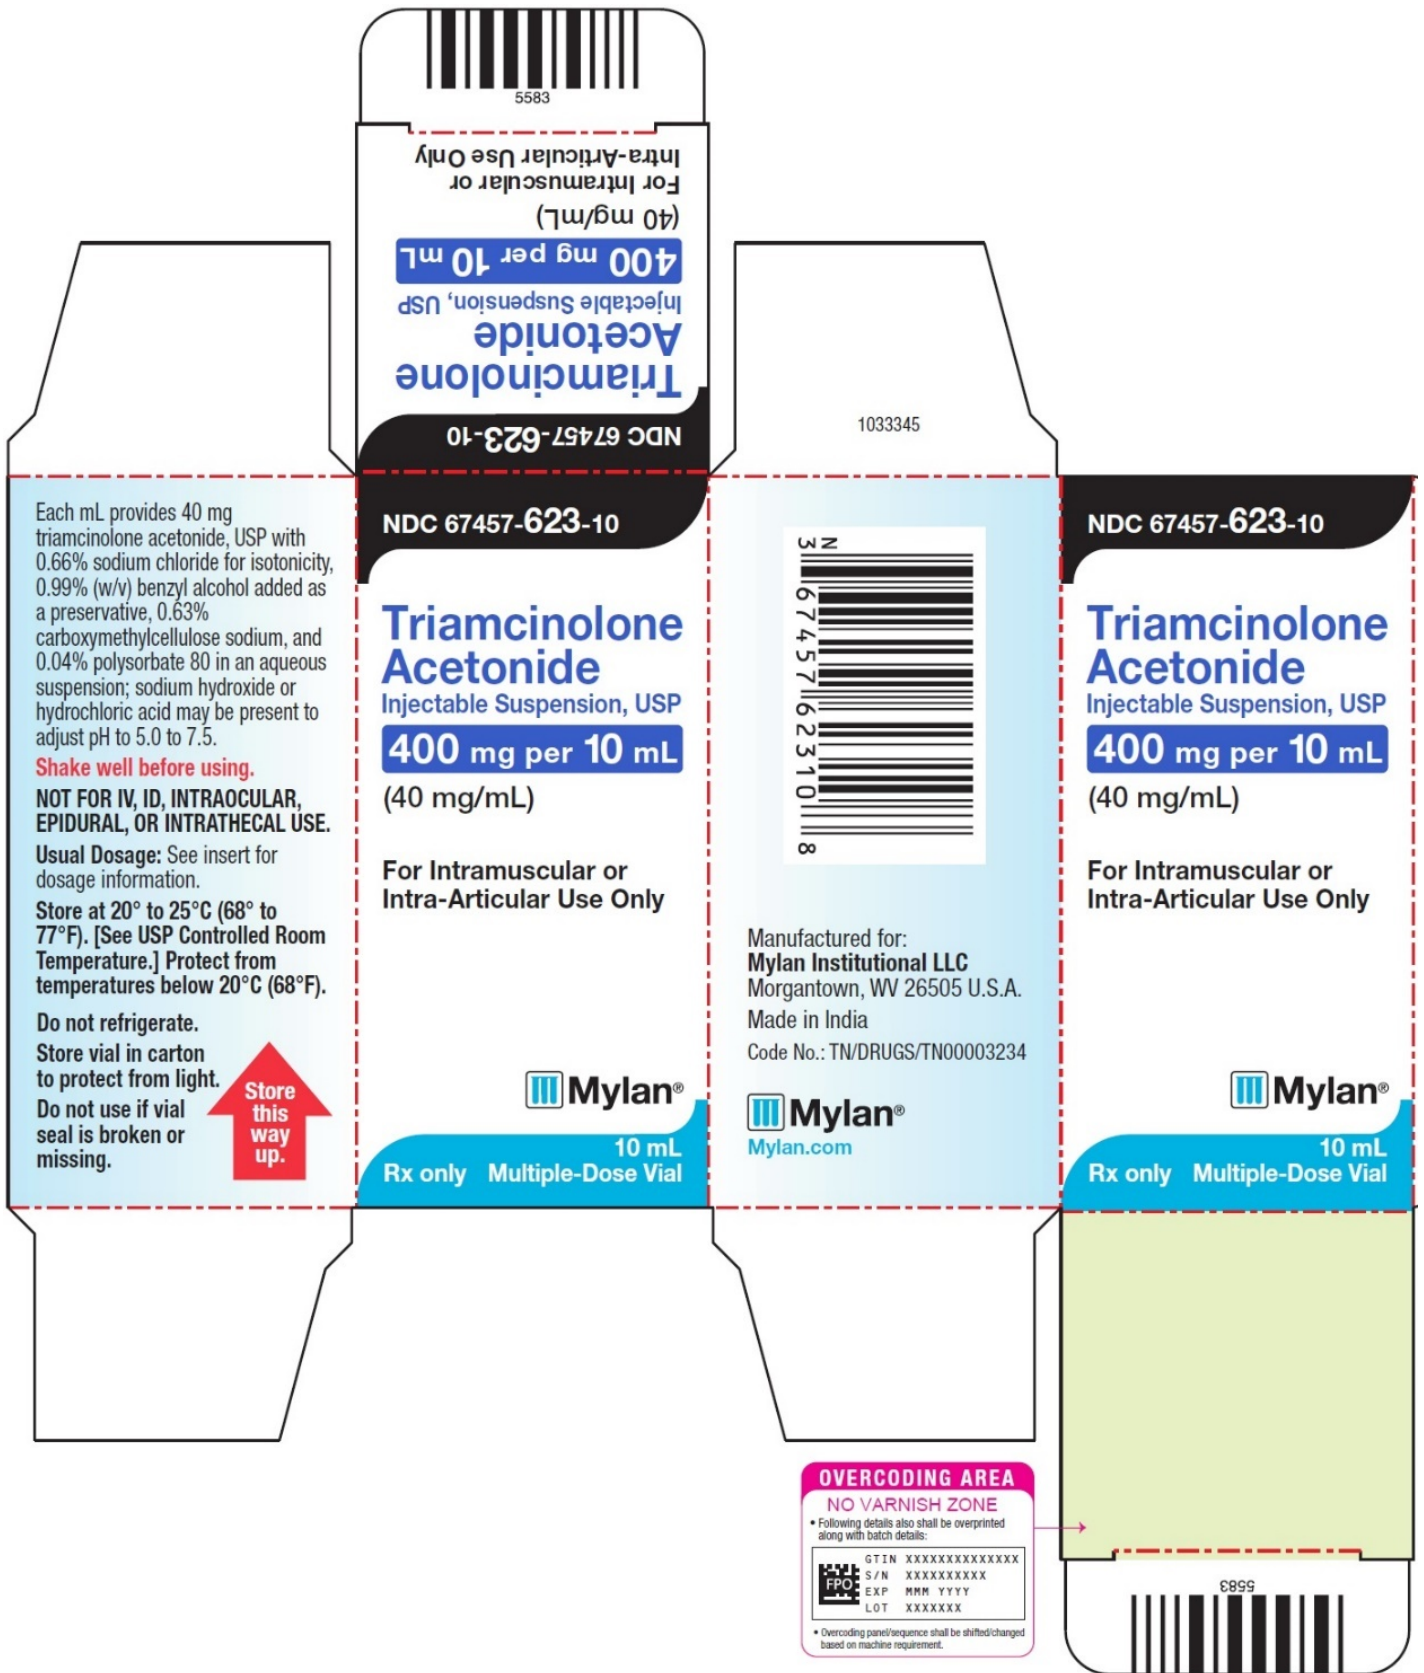 5583
NDC 67457-623-10
Triamcinolone
Acetonide
Injectable Suspension, USP
400 mg per 10 mL
(40 mg/mL)
For Intramuscular or
Intra-Articular Use Only
1033345
Each mL provides 40 mg
triamcinolone acetonide, USP with
0.66% sodium chloride for isotonicity,
0.99% (w/v) benzyl alcohol added as
a preservative, 0.63%
carboxymethylcellulose sodium, and
0.04% polysorbate 80 in an aqueous
suspension; sodium hydroxide or
hydrochloric acid may be present to
adjust pH to 5.0 to 7.5.
Shake well before using.
NOT FOR IV, ID, INTRAOCULAR,
EPIDURAL, OR INTRATHECAL USE.
Usual Dosage: See insert for
dosage information.
Store at 20° to 25°C (68° to
77°F). [See USP Controlled Room
Temperature.] Protect from
temperatures below 20°C (68°F).
Do not refrigerate.
Store vial in carton
to protect from light.
Do not use if vial
seal is broken or
missing.
Store
this
way
up.
NDC 67457-623-10
Triamcinolone
Acetonide
Injectable Suspension, USP
400 mg per 10 mL
(40 mg/mL)
For Intramuscular or
Intra-Articular Use Only
Mylan®
10 mL
Rx only Multiple-Dose Vial
N
3 67457 62310 8
Manufactured for:
Mylan Institutional LLC
Morgantown, WV 26505 U.S.A.
Made in India
Code No.: TN/DRUGS/TN00003234
Mylan®
Mylan.com
NDC 67457-623-10
Triamcinolone
Acetonide
Injectable Suspension, USP
400 mg per 10 mL
(40 mg/mL)
For Intramuscular or
Intra-Articular Use Only
Mylan®
10 mL
Rx only Multiple-Dose Vial
OVERCODING AREA
NO VARNISH ZONE
• Following details also shall be overprinted
along with batch details:
FPO
GTIN XXXXXXXXXXXXXX
S/N XXXXXXXXXX
EXP MMM YYYY
LOT XXXXXXX
• Overcoding panel/sequence shall be shifted/changed
based on machine requirement.
5583